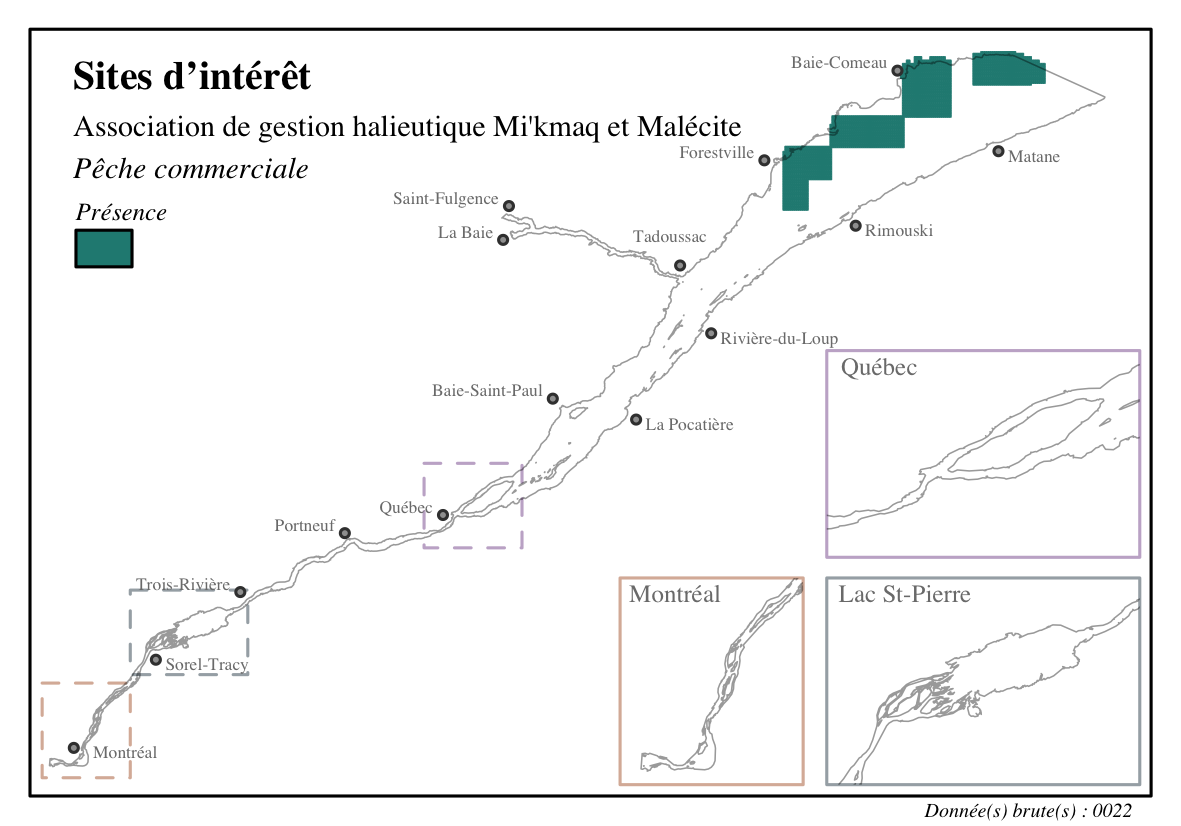 Sites d’intérêt
Association de gestion halieutique Mi'kmaq et Malécite
Pêche commerciale
Présence
Baie-Comeau
Forestville
Matane
Saint-Fulgence
La Baie
Tadoussac
Rimouski
Rivière-du-Loup
Baie-Saint-Paul
La Pocatière
Québec
Portneuf
Trois-Rivière
Sorel-Tracy
Montréal
Québec
Montréal
Lac St-Pierre
Donnée(s) brute(s) : 0022